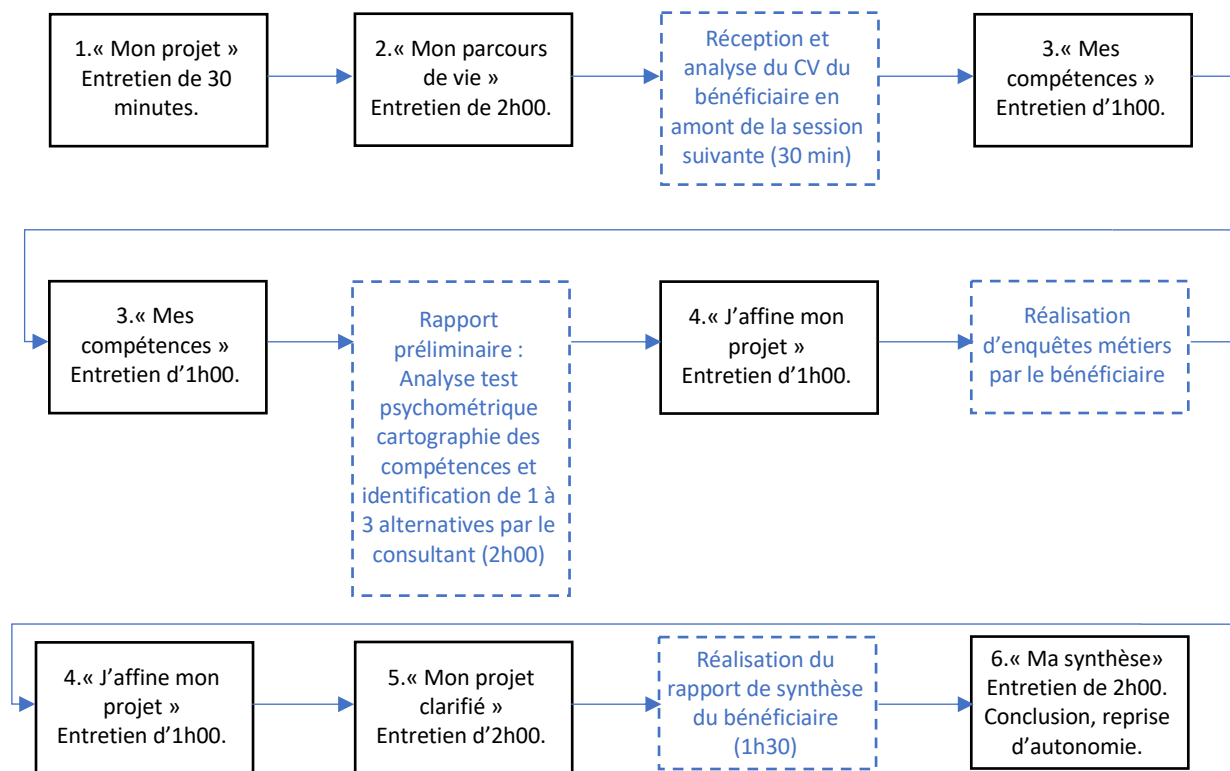 1.« Mon projet »
Entretien de 30
minutes.
2.« Mon parcours
de vie »
Entretien de 2h00.
Réception et
analyse du CV du
bénéficiaire en
amont de la session
suivante (30 min)
3.« Mes
compétences »
Entretien d’1h00.
3.« Mes
compétences »
Entretien d’1h00.
Rapport
préliminaire :
Analyse test
psychométrique
cartographie des
compétences et
identification de 1 à
3 alternatives par le
consultant (2h00)
4.« J’affine mon
projet »
Entretien d’1h00.
Réalisation
d’enquêtes métiers
par le bénéficiaire
4.« J’affine mon
projet »
Entretien d’1h00.
5.« Mon projet
clarifié »
Entretien d’2h00.
Réalisation du
rapport de synthèse
du bénéficiaire
(1h30)
6.« Ma synthèse»
Entretien de 2h00.
Conclusion, reprise
d’autonomie.